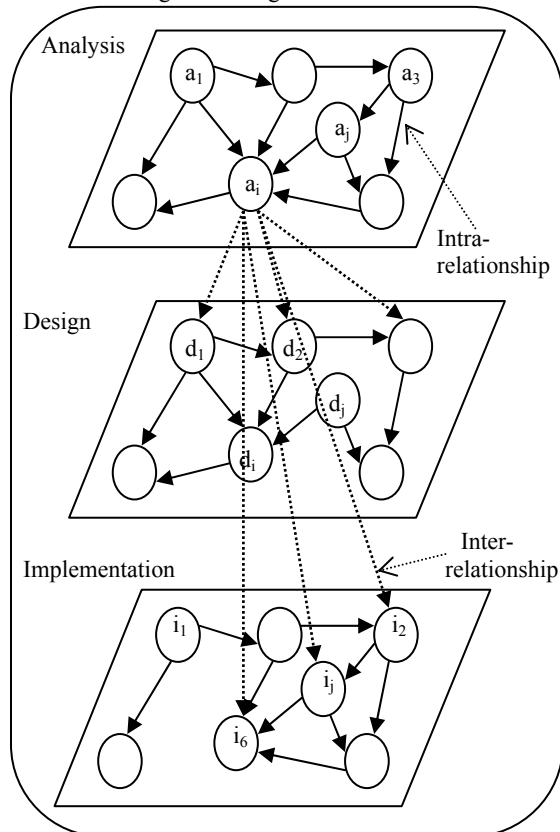 Analysis
a₁
a₃
aⱼ
aᵢ
Intra-
relationship
Design
d₁
d₂
dⱼ
dᵢ
Inter-
relationship
Implementation
i₁
i₂
iⱼ
i₆